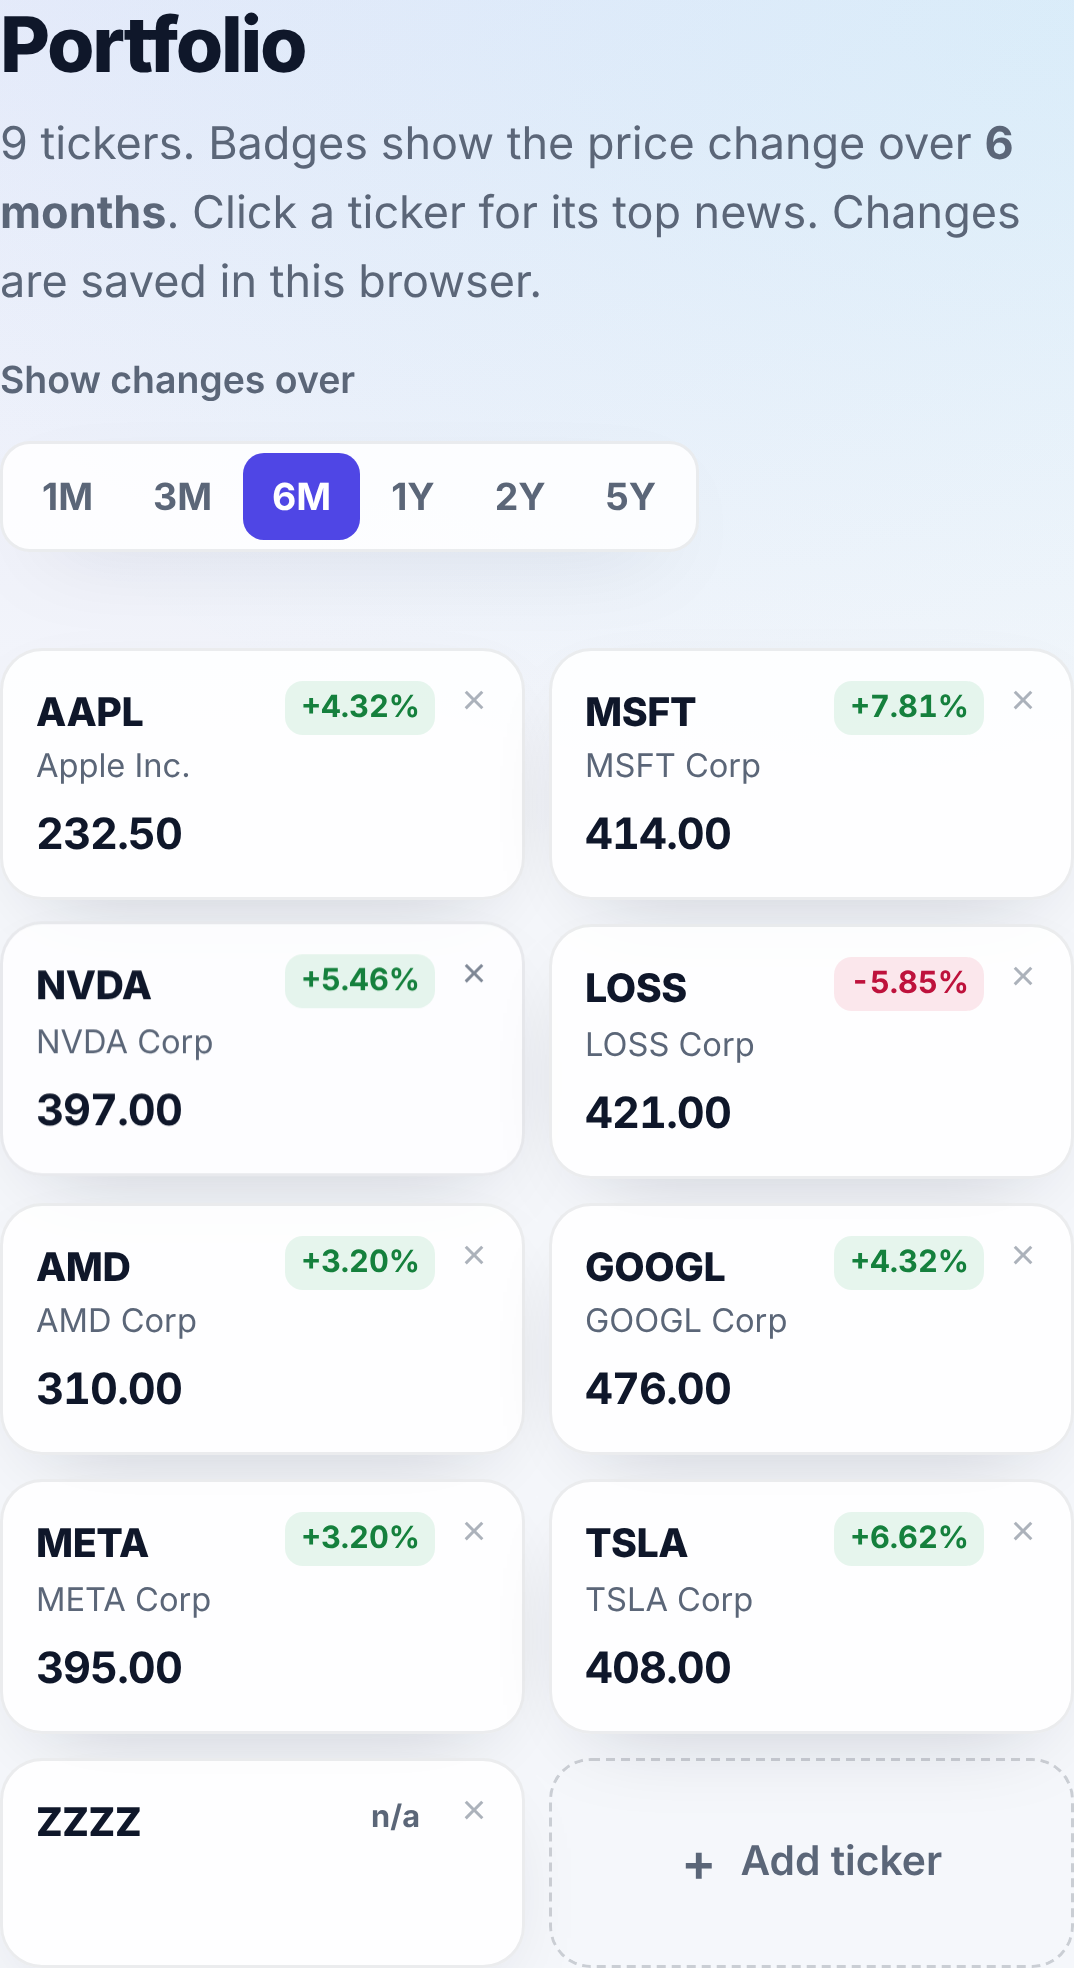 Portfolio
9 tickers. Badges show the price change over 6
months. Click a ticker for its top news. Changes
are saved in this browser.
Show changes over
1M 3M 6M 1Y 2Y 5Y
AAPL +4.32% ×
Apple Inc.
232.50
MSFT +7.81% ×
MSFT Corp
414.00
NVDA +5.46% ×
NVDA Corp
397.00
LOSS -5.85% ×
LOSS Corp
421.00
AMD +3.20% ×
AMD Corp
310.00
GOOGL +4.32% ×
GOOGL Corp
476.00
META +3.20% ×
META Corp
395.00
TSLA +6.62% ×
TSLA Corp
408.00
ZZZZ n/a ×
+ Add ticker